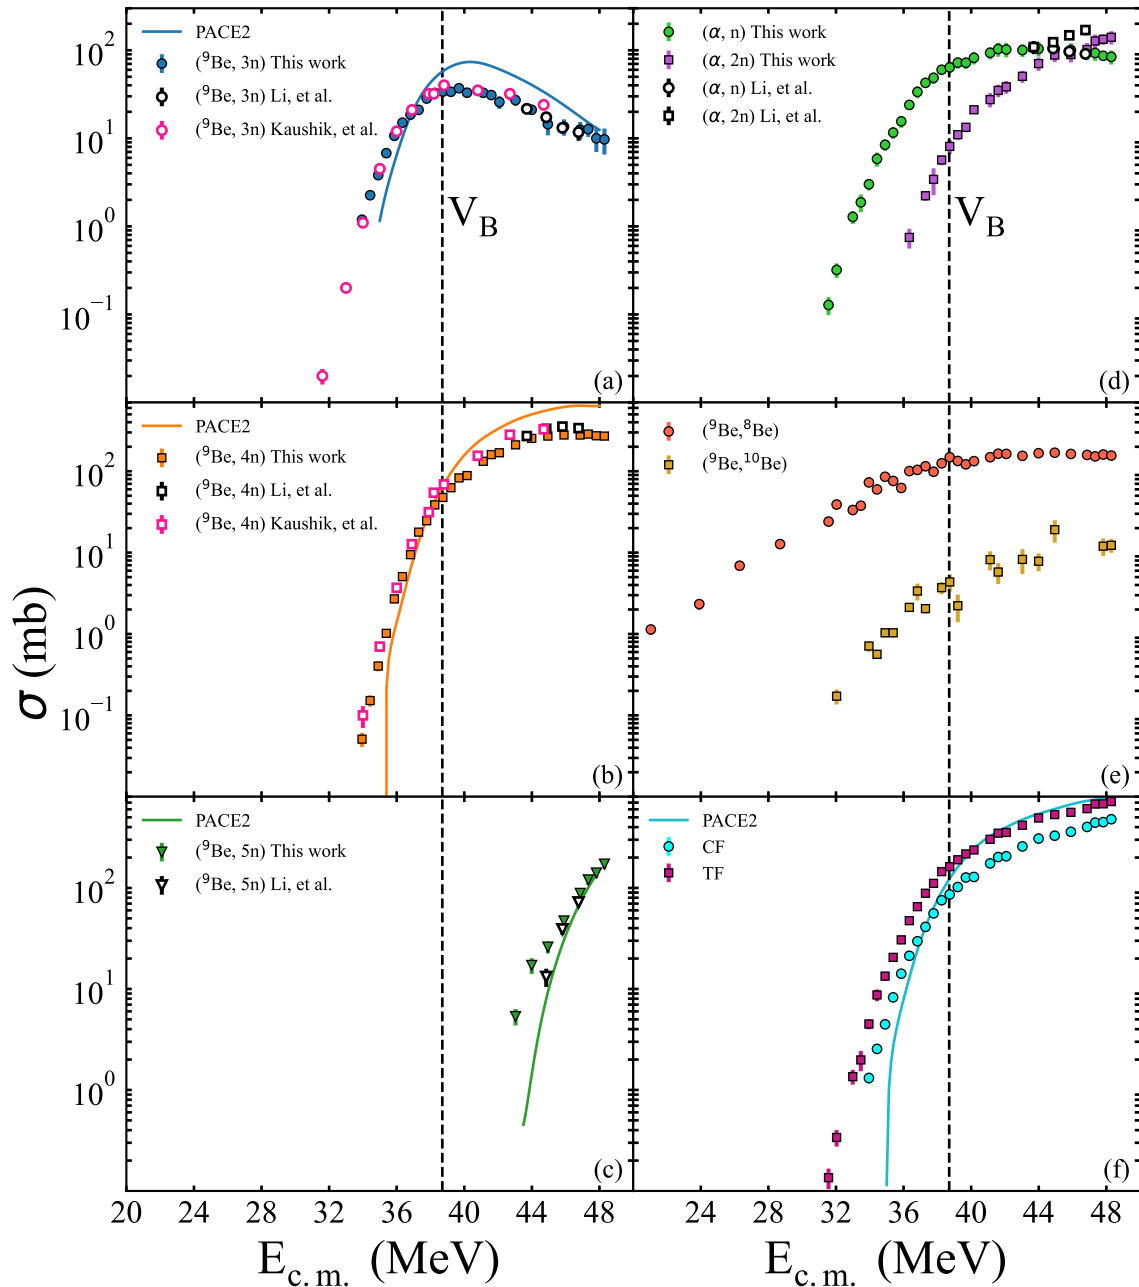 PACE2
(⁹Be, 3n) This work
(⁹Be, 3n) Li, et al.
(⁹Be, 3n) Kaushik, et al.
10²
10¹
10⁰
10⁻¹
V_B
(a)
(α, n) This work
(α, 2n) This work
(α, n) Li, et al.
(α, 2n) Li, et al.
V_B
(d)
PACE2
(⁹Be, 4n) This work
(⁹Be, 4n) Li, et al.
(⁹Be, 4n) Kaushik, et al.
10²
10¹
10⁰
10⁻¹
σ (mb)
(b)
(⁹Be,⁸Be)
(⁹Be,¹⁰Be)
(e)
PACE2
(⁹Be, 5n) This work
(⁹Be, 5n) Li, et al.
10²
10¹
10⁰
(c)
PACE2
CF
TF
(f)
20 24 28 32 36 40 44 48
24 28 32 36 40 44 48
E_c.m. (MeV)
E_c.m. (MeV)